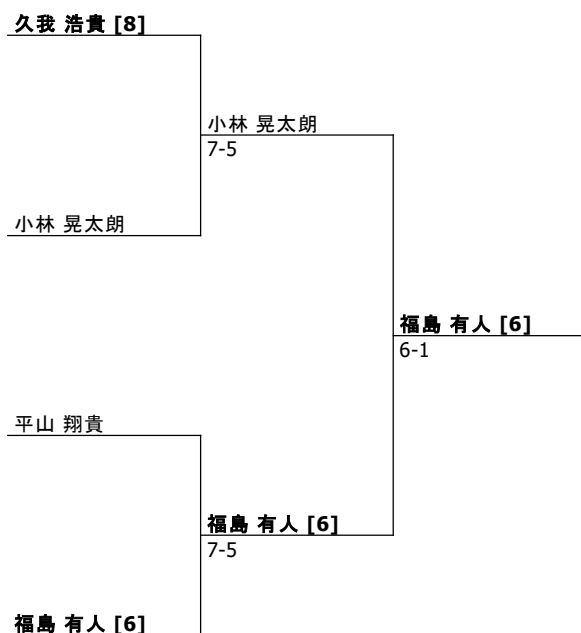 久我 浩貴 [8]
小林 晃太朗
7-5
小林 晃太朗
福島 有人 [6]
6-1
平山 翔貴
福島 有人 [6]
7-5
福島 有人 [6]